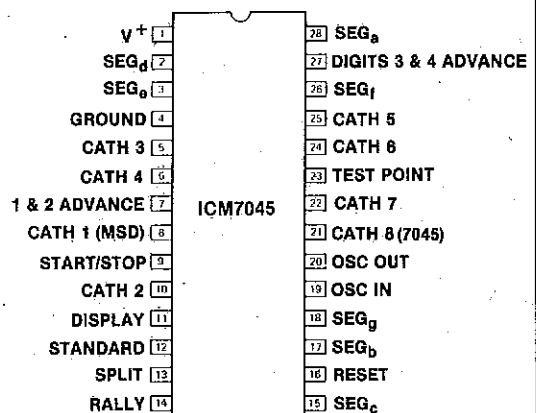 V+ 1 28 SEGa
SEGd 2 27 DIGITS 3 & 4 ADVANCE
SEGe 3 26 SEGf
GROUND 4 25 CATH 5
CATH 3 5 24 CATH 6
CATH 4 6 23 TEST POINT
1 & 2 ADVANCE 7 ICM7045 22 CATH 7
CATH 1 (MSD) 8 21 CATH 8 (7045)
START/STOP 9 20 OSC OUT
CATH 2 10 19 OSC IN
DISPLAY 11 18 SEGg
STANDARD 12 17 SEGb
SPLIT 13 16 RESET
RALLY 14 15 SEGc